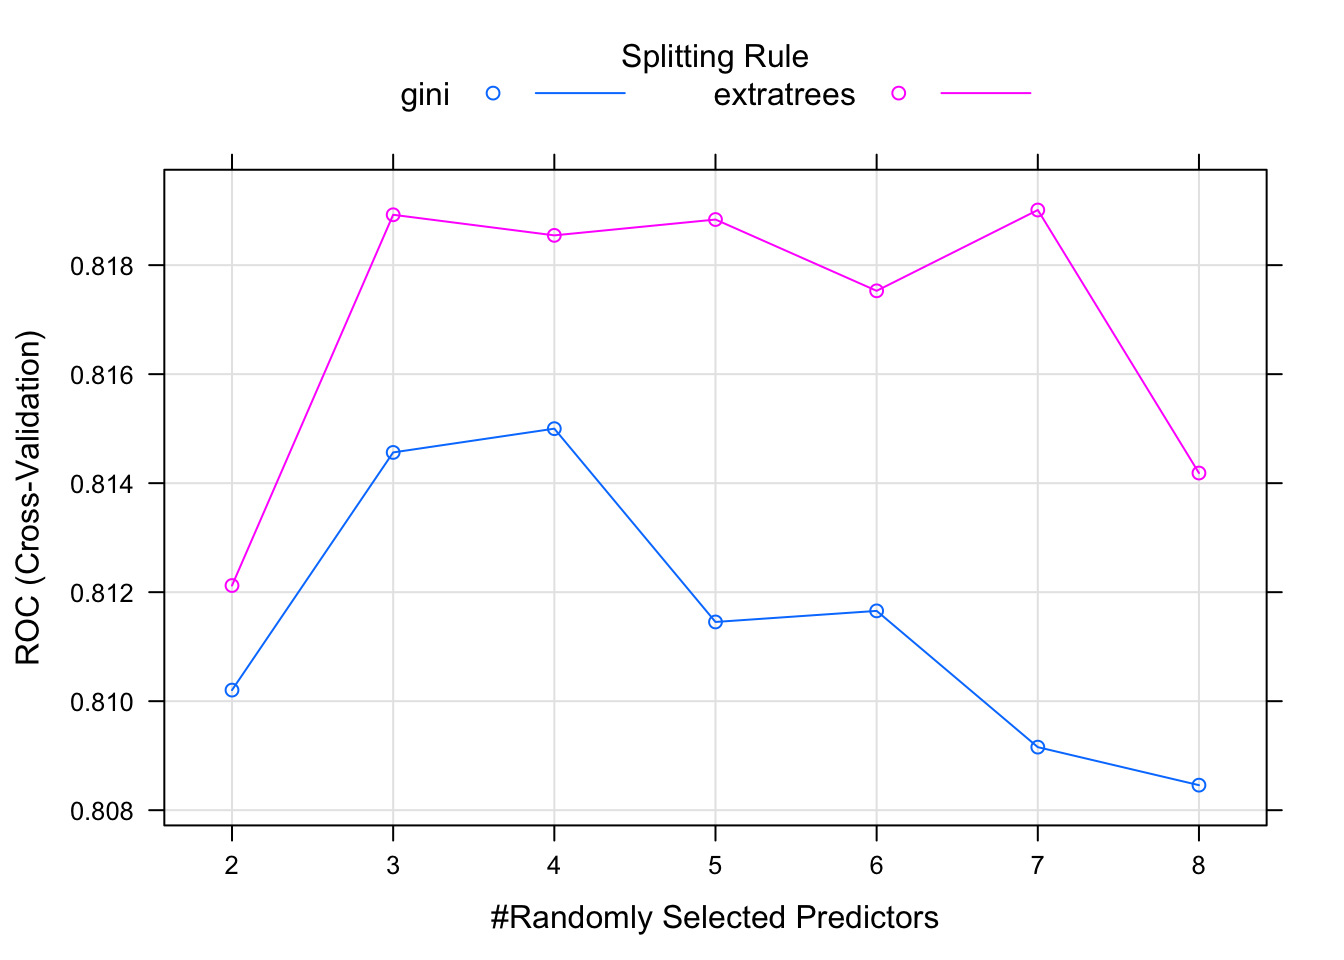 Splitting Rule
gini extratrees
0.818
0.816
0.814
0.812
0.810
0.808
ROC (Cross-Validation)
2 3 4 5 6 7 8
#Randomly Selected Predictors